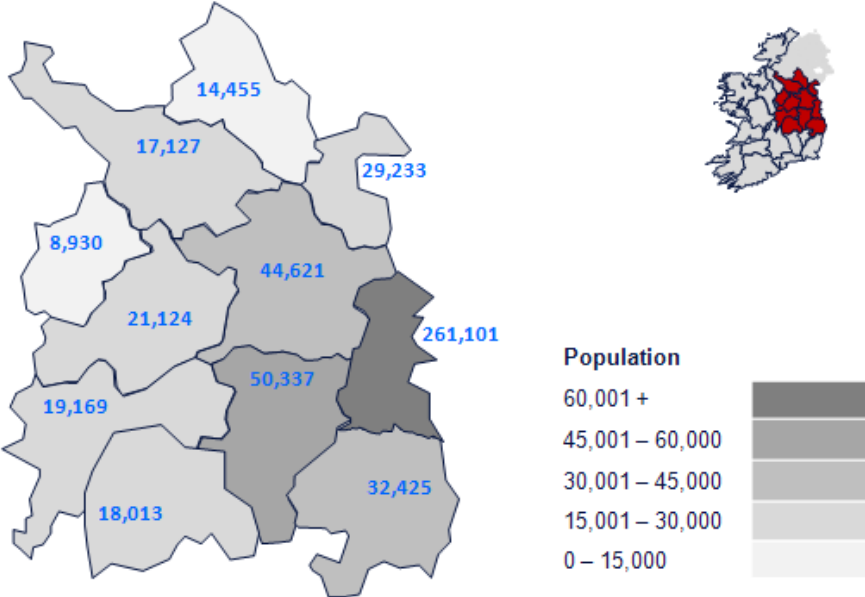 14,455
17,127
29,233
8,930
44,621
21,124
261,101
50,337
19,169
32,425
18,013
Population
60,001 +
45,001 – 60,000
30,001 – 45,000
15,001 – 30,000
0 – 15,000